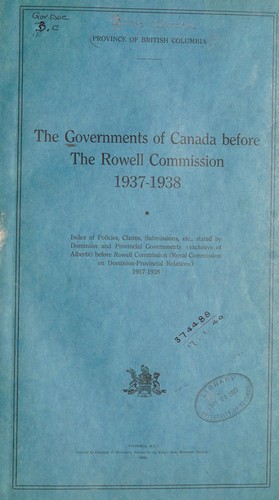 Gov. Doc
B.C
PROVINCE OF BRITISH COLUMBIA
The Governments of Canada before
The Rowell Commission
1937-1938
Index of Policies, Claims, Submissions, etc., stated by
Dominion and Provincial Governments (exclusive of
Alberta) before Rowell Commission (Royal Commission
on Dominion-Provincial Relations)
1937-1938
374488
LIBRARY
VICTORIA, B.C.